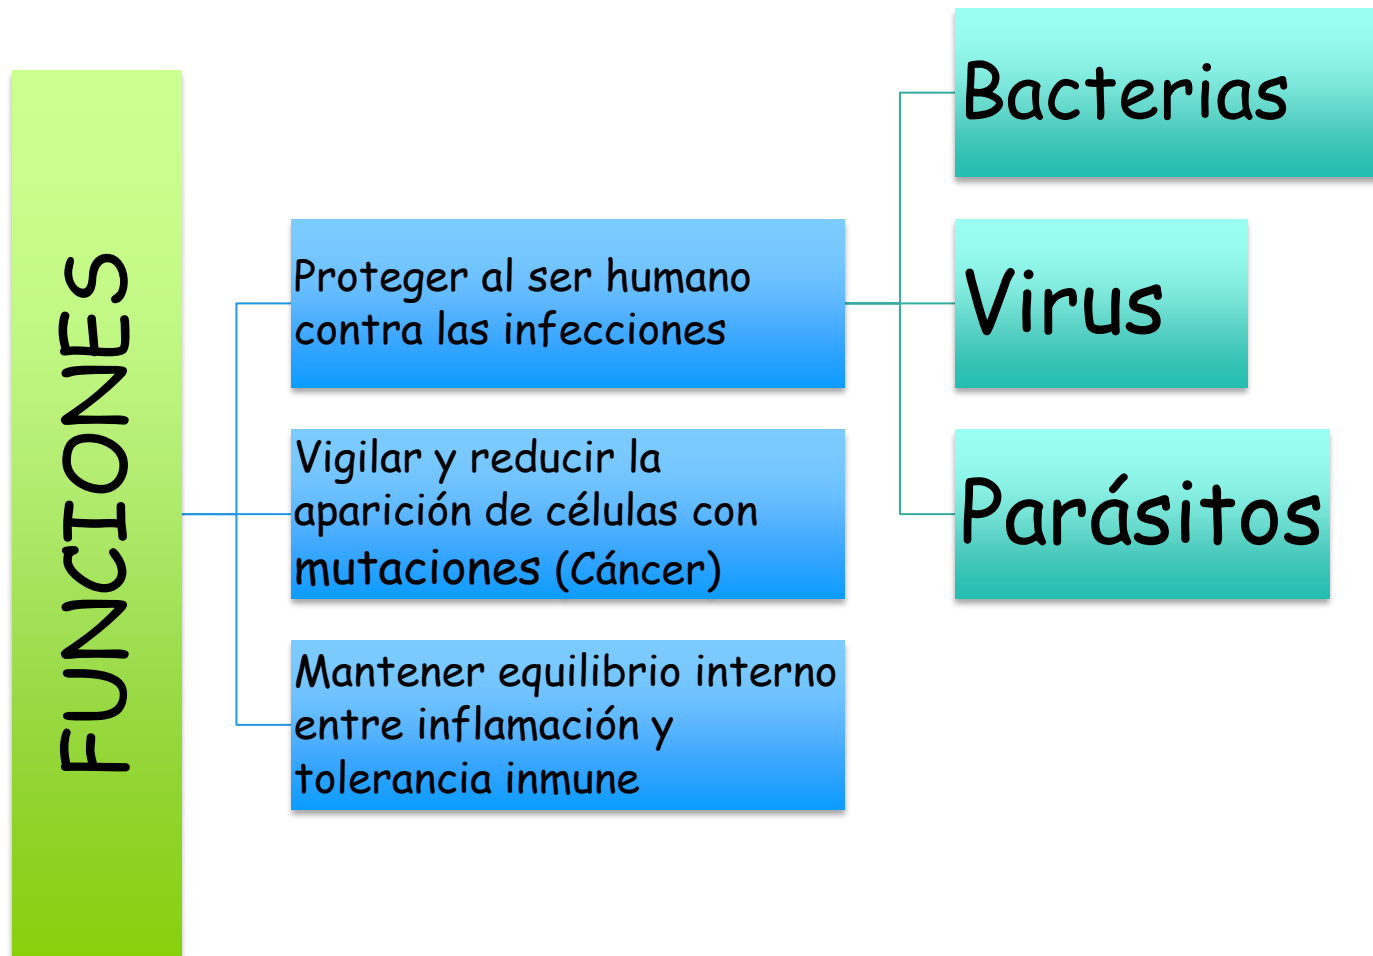 FUNCIONES
Proteger al ser humano
contra las infecciones
Bacterias
Virus
Parásitos
Vigilar y reducir la
aparición de células con
mutaciones (Cáncer)
Mantener equilibrio interno
entre inflamación y
tolerancia inmune